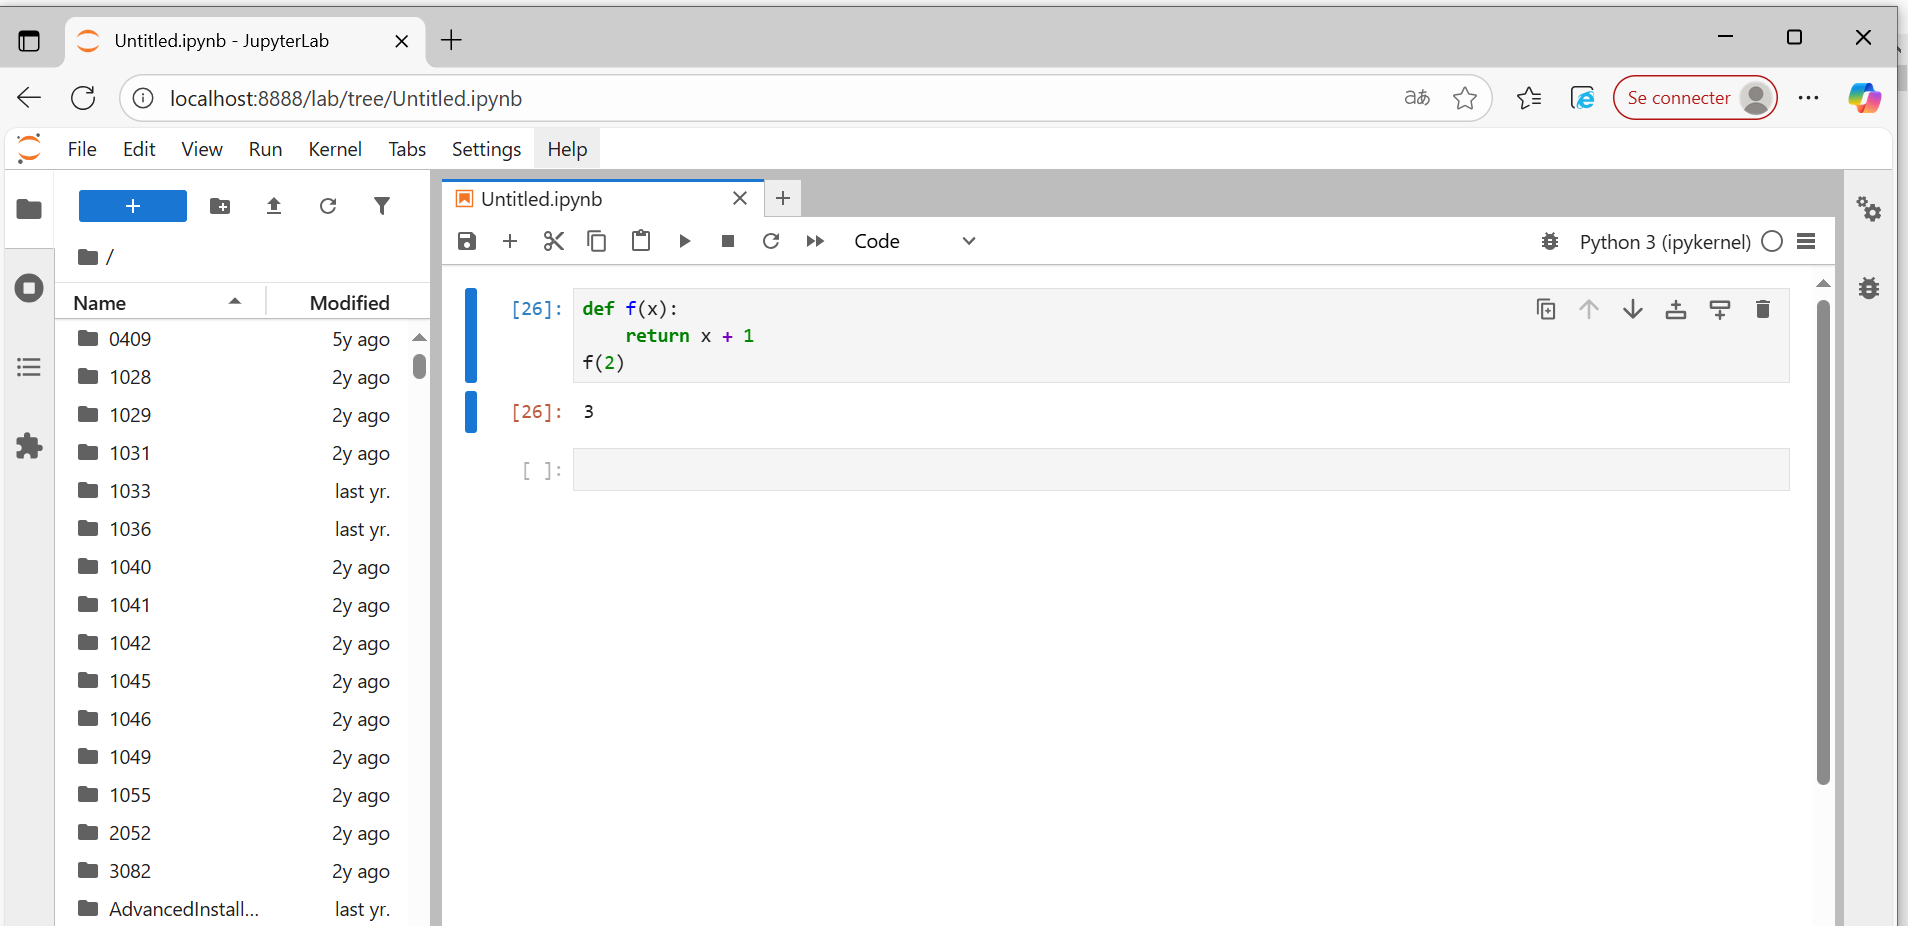 Untitled.ipynb - JupyterLab
localhost:8888/lab/tree/Untitled.ipynb
aあ
Se connecter
File Edit View Run Kernel Tabs Settings Help
/
Name Modified
0409 5y ago
1028 2y ago
1029 2y ago
1031 2y ago
1033 last yr.
1036 last yr.
1040 2y ago
1041 2y ago
1042 2y ago
1045 2y ago
1046 2y ago
1049 2y ago
1055 2y ago
2052 2y ago
3082 2y ago
AdvancedInstall... last yr.
Untitled.ipynb
Code
Python 3 (ipykernel)
[26]: def f(x):
return x + 1
f(2)
[26]: 3
[ ]: